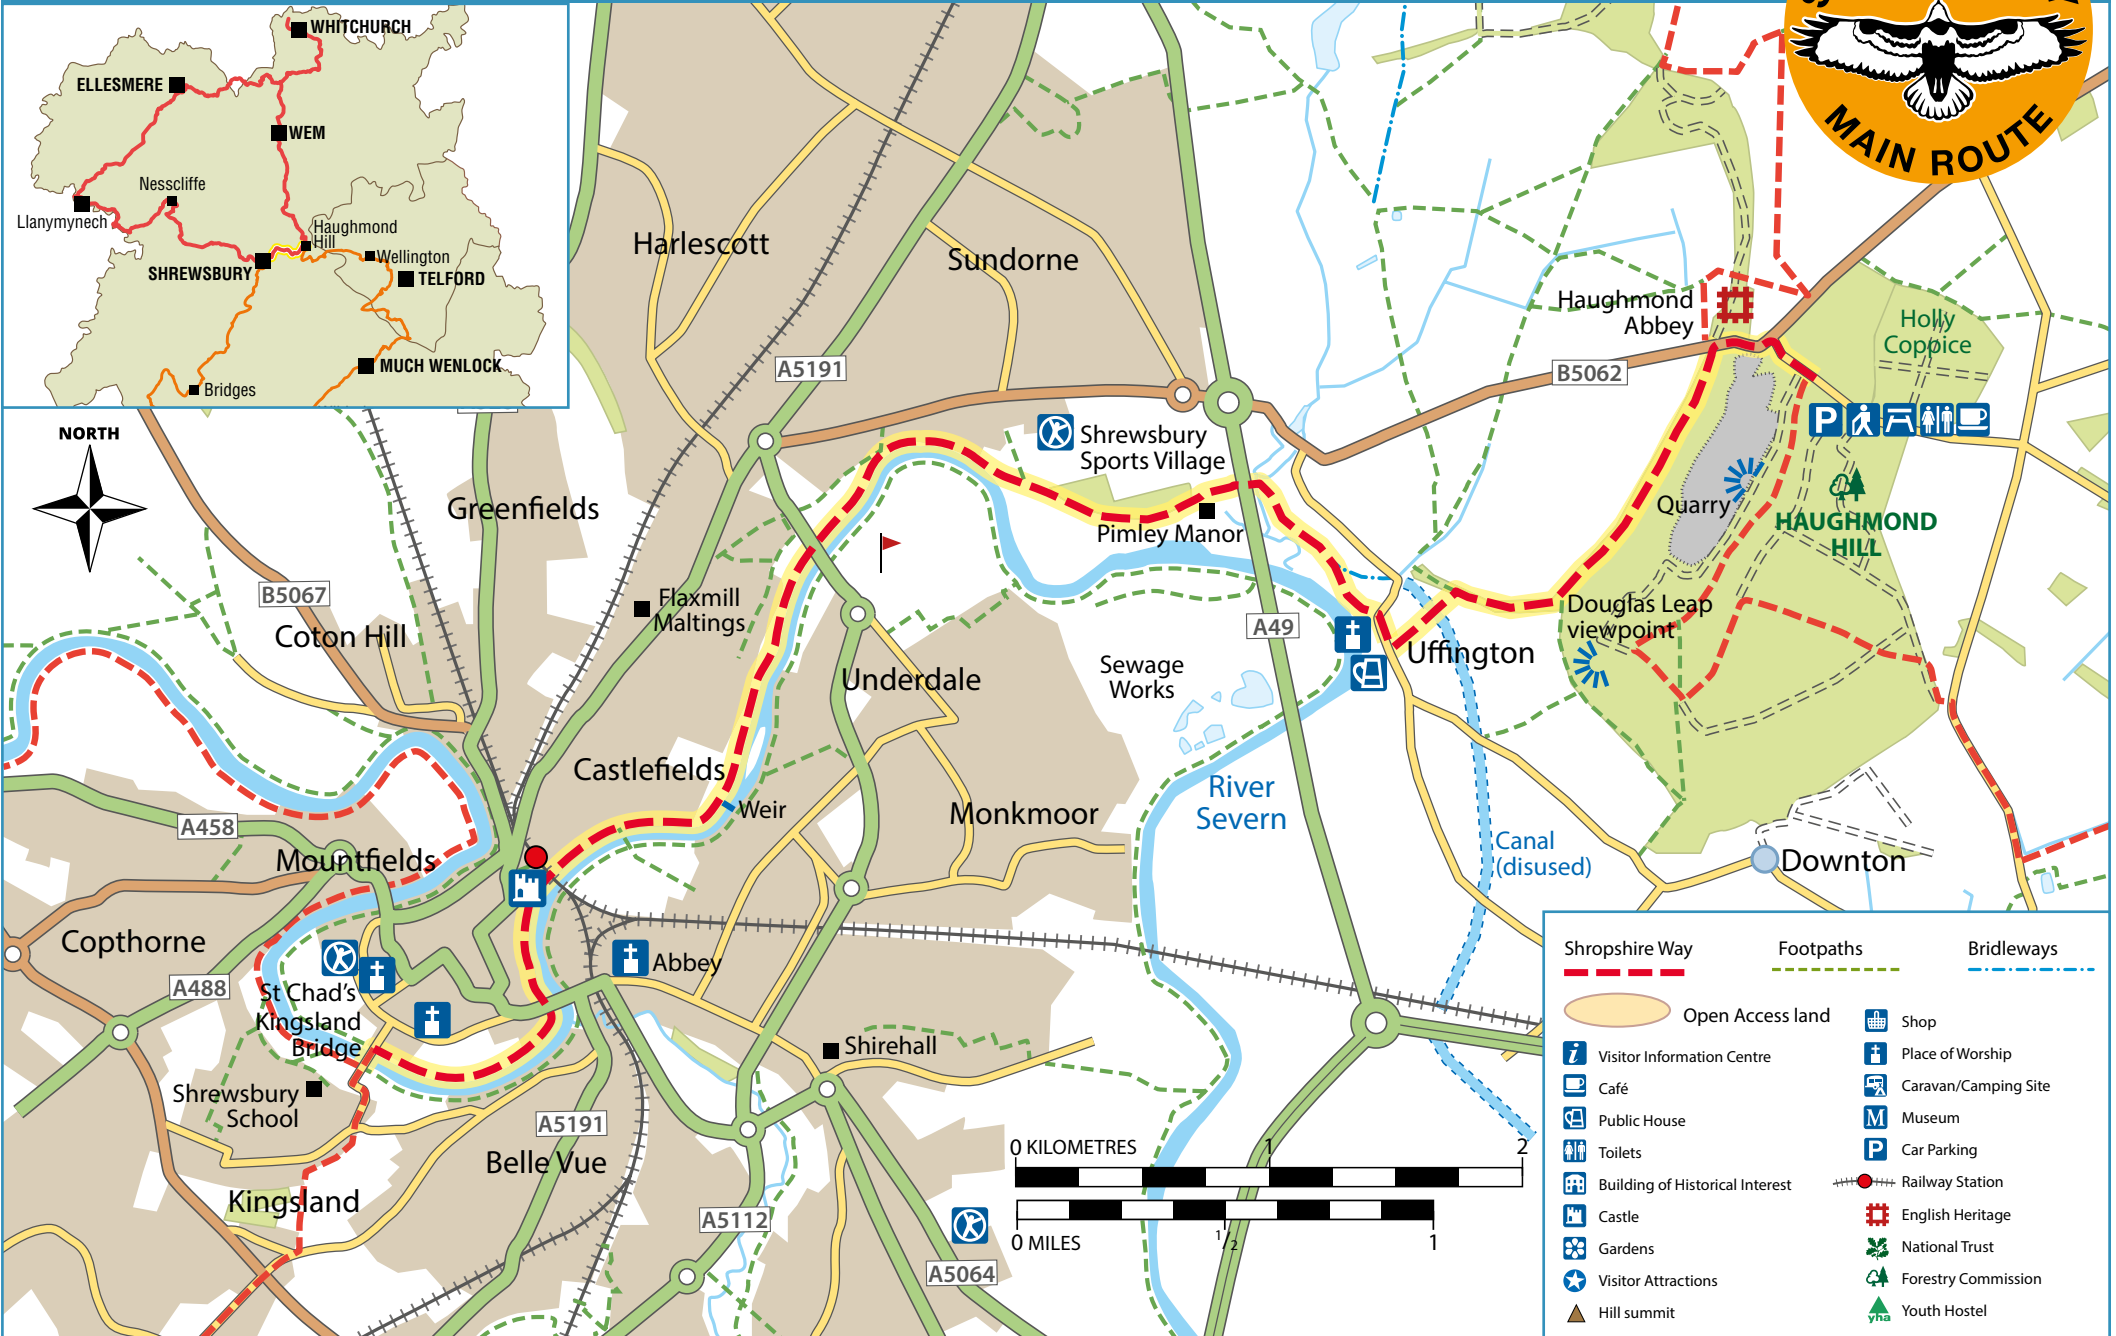 WHITCHURCH
ELLESMERE
WEM
Nesscliffe
Llanymynech
Haughmond
Hill
Wellington
SHREWSBURY
TELFORD
MUCH WENLOCK
Bridges
MAIN ROUTE
NORTH
Harlescott
Sundorne
A5191
Haughmond
Abbey
Holly
Coppice
B5062
Shrewsbury
Sports Village
Greenfields
Pimley Manor
Quarry
HAUGHMOND
HILL
B5067
Coton Hill
Flaxmill
Maltings
Douglas Leap
viewpoint
A49
Uffington
Sewage
Works
Underdale
Castlefields
Weir
Monkmoor
River
Severn
Canal
(disused)
Downton
A458
Mountfields
Copthorne
A488
St Chad's
Kingsland
Bridge
Abbey
Shirehall
Shrewsbury
School
A5191
Belle Vue
Kingsland
A5112
A5064
0 KILOMETRES 1 2
0 MILES 1/2 1
Shropshire Way
Footpaths
Bridleways
Open Access land
Visitor Information Centre
Café
Public House
Toilets
Building of Historical Interest
Castle
Gardens
Visitor Attractions
Hill summit
Shop
Place of Worship
Caravan/Camping Site
Museum
Car Parking
Railway Station
English Heritage
National Trust
Forestry Commission
yha Youth Hostel